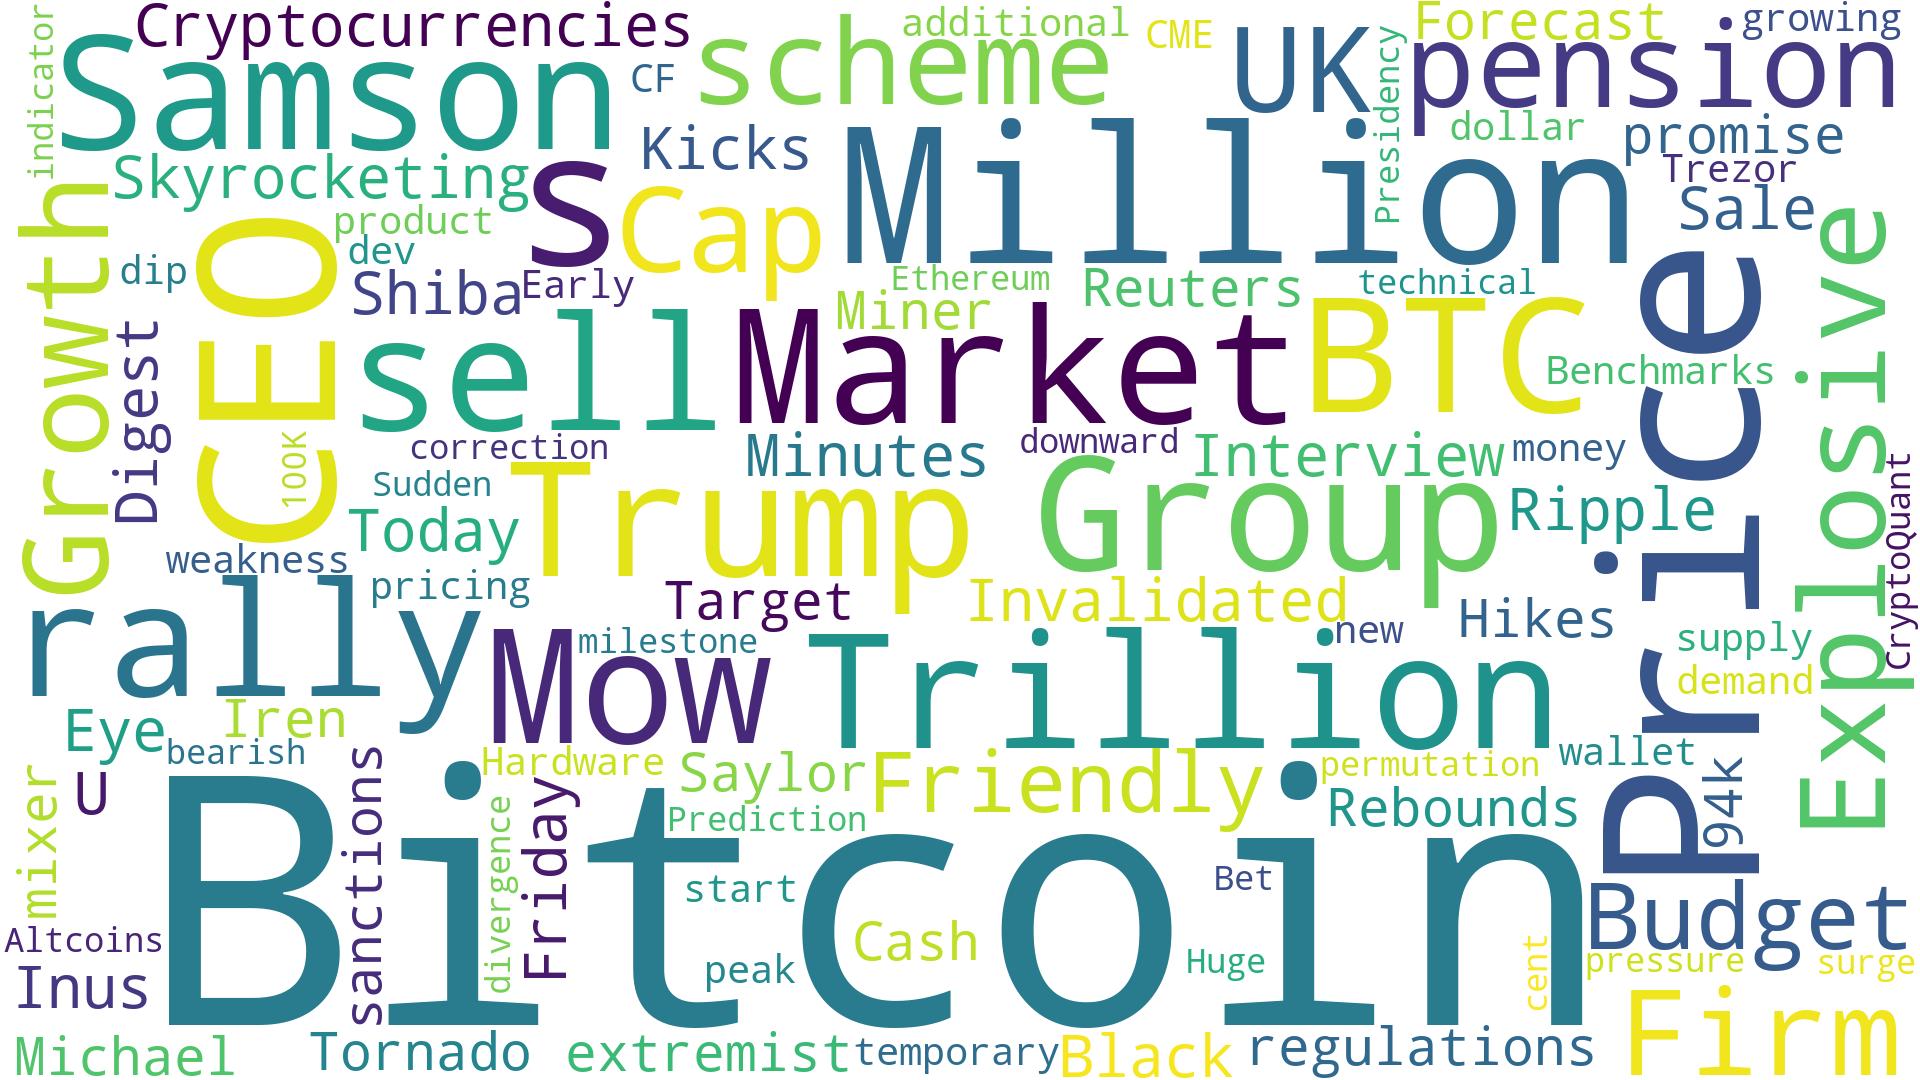 Cryptocurrencies
additional
CME
Forecast
growing
indicator
Samson
CF
scheme
UK
Presidency
pension
Kicks
dollar
promise
Skyrocketing
S
Million
Trezor
Growth
product
Cap
Sale
CEO
dev
dip
Shiba
Early
Ethereum
Reuters
technical
Price
Explosive
Miner
sell
Market
BTC
Benchmarks
Digest
100K
correction
Minutes
downward
Interview
money
Sudden
Trump
Group
Ripple
CryptoQuant
Today
weakness
pricing
rally
Target
Invalidated
Hikes
milestone
new
supply
Mow
Trillion
demand
Iren
Eye
bearish
sanctions
Hardware
Saylor
Friendly
permutation
wallet
mixer
U
Bitcoin
divergence
Friday
Prediction
Rebounds
94k
start
Bet
Budget
Altcoins
Cash
Inus
peak
Huge
cent
pressure
surge
Michael
Tornado
extremist
temporary
Black
regulations
Firm